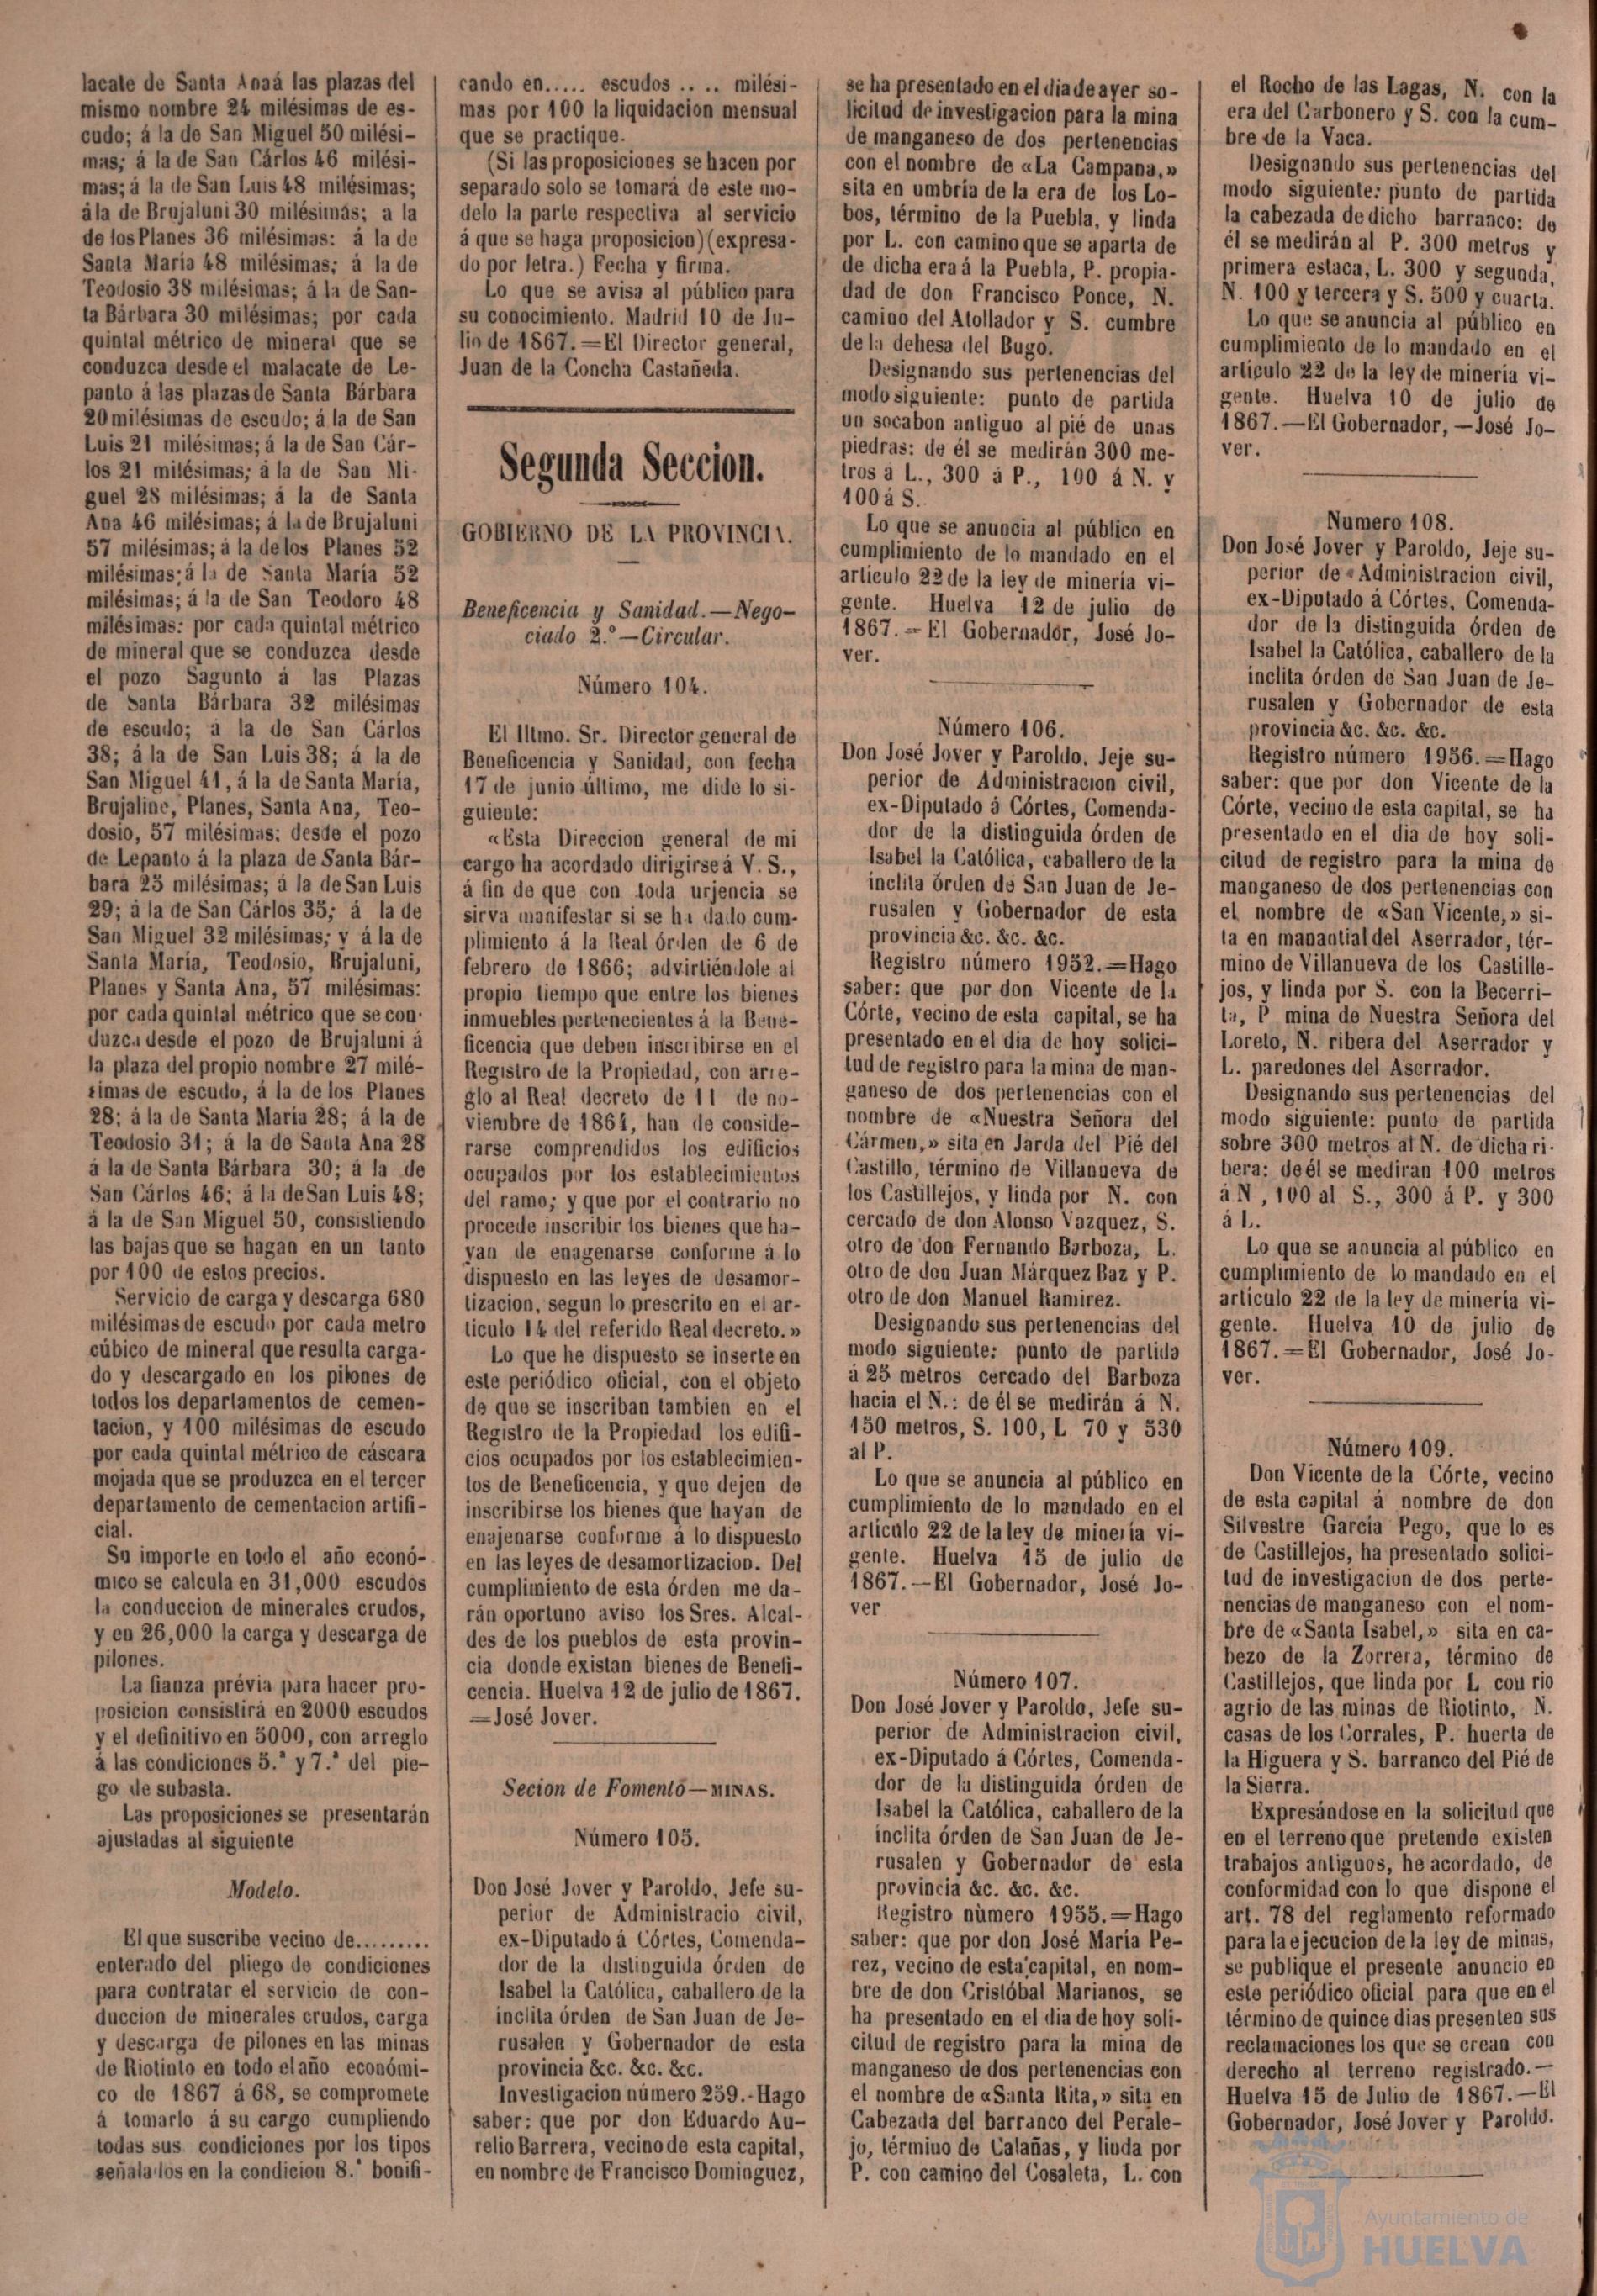 lacate de Santa Anaá las plazas del
mismo nombre 24 milésimas de es-
cudo; á la de San Miguel 50 milési-
mas; á la de San Cárlos 46 milési-
mas; á la de San Luis 48 milésimas;
ála de Brujaluni 30 milésimas; a la
de los Planes 36 milésimas: á la de
Santa María 48 milésimas; á la de
Teodosio 38 milésimas; á la de San-
ta Bárbara 30 milésimas; por cada
quintal métrico de mineral que se
conduzca desde el malacate de Le-
panto á las plazas de Santa Bárbara
20 milésimas de escudo; á la de San
Luis 21 milésimas; á la de San Cár-
los 21 milésimas; á la de San Mi-
guel 28 milésimas; á la de Santa
Ana 46 milésimas; á la de Brujaluni
57 milésimas; á la de los Planes 52
milésimas; á la de Santa María 52
milésimas; á la de San Teodoro 48
milésimas: por cada quintal métrico
de mineral que se conduzca desde
el pozo Sagunto á las Plazas
de Santa Bárbara 32 milésimas
de escudo; á la de San Cárlos
38; á la de San Luis 38; á la de
San Miguel 41, á la de Santa María,
Brujaline, Planes, Santa Ana, Teo-
dosio, 57 milésimas; desde el pozo
de Lepanto á la plaza de Santa Bár-
bara 25 milésimas; á la de San Luis
29; á la de San Cárlos 35; á la de
San Miguel 32 milésimas; y á la de
Santa María, Teodosio, Brujaluni,
Planes y Santa Ana, 57 milésimas:
por cada quintal métrico que se con-
duzca desde el pozo de Brujaluni á
la plaza del propio nombre 27 milé-
simas de escudo, á la de los Planes
28; á la de Santa María 28; á la de
Teodosio 31; á la de Santa Ana 28
á la de Santa Bárbara 30; á la de
San Cárlos 46; á la de San Luis 48;
á la de San Miguel 50, consistiendo
las bajas que se hagan en un tanto
por 100 de estos precios.
Servicio de carga y descarga 680
milésimas de escudo por cada metro
cúbico de mineral que resulta carga-
do y descargado en los pilones de
todos los departamentos de cemen-
tacion, y 100 milésimas de escudo
por cada quintal métrico de cáscara
mojada que se produzca en el tercer
departamento de cementacion artifi-
cial.
Su importe en todo el año econó-
mico se calcula en 31,000 escudos
la conduccion de minerales crudos,
y en 26,000 la carga y descarga de
pilones.
La fianza prévia para hacer pro-
posicion consistirá en 2000 escudos
y el definitivo en 5000, con arreglo
á las condiciones 5.ª y 7.ª del plie-
go de subasta.
Las proposiciones se presentarán
ajustadas al siguiente
Modelo.
El que suscribe vecino de.........
enterado del pliego de condiciones
para contratar el servicio de con-
duccion de minerales crudos, carga
y descarga de pilones en las minas
de Riotinto en todo el año económi-
co de 1867 á 68, se compromete
á tomarlo á su cargo cumpliendo
todas sus condiciones por los tipos
señalados en la condicion 8.ª bonifi-
cando en..... escudos .. .. milési-
mas por 100 la liquidacion mensual
que se practique.
(Si las proposiciones se hacen por
separado solo se tomará de este mo-
delo la parte respectiva al servicio
á que se haga proposicion) (expresa-
do por letra.) Fecha y firma.
Lo que se avisa al público para
su conocimiento. Madrid 10 de Ju-
lio de 1867.=El Director general,
Juan de la Concha Castañeda.
Segunda Seccion.
GOBIERNO DE LA PROVINCIA.
Beneficencia y Sanidad.—Nego-
ciado 2.º—Circular.
Número 104.
El Iltmo. Sr. Director general de
Beneficencia y Sanidad, con fecha
17 de junio último, me dide lo si-
guiente:
«Esta Direccion general de mi
cargo ha acordado dirigirse á V. S.,
á fin de que con toda urjencia se
sirva manifestar si se ha dado cum-
plimiento á la Real órden de 6 de
febrero de 1866; advirtiéndole al
propio tiempo que entre los bienes
inmuebles pertenecientes á la Bene-
ficencia que deben inscribirse en el
Registro de la Propiedad, con arre-
glo al Real decreto de 11 de no-
viembre de 1864, han de conside-
rarse comprendidos los edificios
ocupados por los establecimientos
del ramo; y que por el contrario no
procede inscribir los bienes que ha-
yan de enagenarse conforme á lo
dispuesto en las leyes de desamor-
tizacion, segun lo prescrito en el ar-
tículo 14 del referido Real decreto.»
Lo que he dispuesto se inserte en
este periódico oficial, con el objeto
de que se inscriban tambien en el
Registro de la Propiedad los edifi-
cios ocupados por los establecimien-
tos de Beneficencia, y que dejen de
inscribirse los bienes que hayan de
enajenarse conforme á lo dispuesto
en las leyes de desamortizacion. Del
cumplimiento de esta órden me da-
rán oportuno aviso los Sres. Alcal-
des de los pueblos de esta provin-
cia donde existan bienes de Benefi-
cencia. Huelva 12 de julio de 1867.
=José Jover.
Secion de Fomento—MINAS.
Número 105.
Don José Jover y Paroldo, Jefe su-
perior de Administracio civil,
ex-Diputado á Córtes, Comenda-
dor de la distinguida órden de
Isabel la Católica, caballero de la
ínclita órden de San Juan de Je-
rusalen y Gobernador de esta
provincia &c. &c. &c.
Investigacion número 259.-Hago
saber: que por don Eduardo Au-
relio Barrera, vecino de esta capital,
en nombre de Francisco Dominguez,
se ha presentado en el dia de ayer so-
licitud de investigacion para la mina
de manganeso de dos pertenencias
con el nombre de «La Campana,»
sita en umbría de la era de los Lo-
bos, término de la Puebla, y linda
por L. con camino que se aparta de
de dicha era á la Puebla, P. propia-
dad de don Francisco Ponce, N.
camino del Atollador y S. cumbre
de la dehesa del Bugo.
Designando sus pertenencias del
modo siguiente: punto de partida
un socabon antiguo al pié de unas
piedras: de él se medirán 300 me-
tros á L., 300 á P., 100 á N. y
100 á S.
Lo que se anuncia al público en
cumplimiento de lo mandado en el
artículo 22 de la ley de minería vi-
gente. Huelva 12 de julio de
1867.=El Gobernador, José Jo-
ver.
Número 106.
Don José Jover y Paroldo, Jeje su-
perior de Administracion civil,
ex-Diputado á Córtes, Comenda-
dor de la distinguida órden de
Isabel la Católica, caballero de la
ínclita órden de San Juan de Je-
rusalen y Gobernador de esta
provincia &c. &c. &c.
Registro número 1952.=Hago
saber: que por don Vicente de la
Córte, vecino de esta capital, se ha
presentado en el dia de hoy solici-
tud de registro para la mina de man-
ganeso de dos pertenencias con el
nombre de «Nuestra Señora del
Cármen,» sita en Jarda del Pié del
Castillo, término de Villanueva de
los Castillejos, y linda por N. con
cercado de don Alonso Vazquez, S.
otro de don Fernando Borboza, L.
otro de don Juan Márquez Baz y P.
otro de don Manuel Ramirez.
Designando sus pertenencias del
modo siguiente: punto de partida
á 25 metros cercado del Barboza
hacia el N.: de él se medirán á N.
150 metros, S. 100, L 70 y 530
al P.
Lo que se anuncia al público en
cumplimiento de lo mandado en el
artículo 22 de la ley de minería vi-
gente. Huelva 15 de julio de
1867.—El Gobernador, José Jo-
ver
Número 107.
Don José Jover y Paroldo, Jefe su-
perior de Administracion civil,
ex-Diputado á Córtes, Comenda-
dor de la distinguida órden de
Isabel la Católica, caballero de la
ínclita órden de San Juan de Je-
rusalen y Gobernador de esta
provincia &c. &c. &c.
Registro número 1955.=Hago
saber: que por don José María Pe-
rez, vecino de esta capital, en nom-
bre de don Cristóbal Marianos, se
ha presentado en el dia de hoy soli-
citud de registro para la mina de
manganeso de dos pertenencias con
el nombre de «Santa Rita,» sita en
Cabezada del barranco del Perale-
jo, término de Calañas, y linda por
P. con camino del Cosaleta, L. con
el Rocho de las Lagas, N. con la
era del Carbonero y S. con la cum-
bre de la Vaca.
Designando sus pertenencias del
modo siguiente: punto de partida
la cabezada de dicho barranco: de
él se medirán al P. 300 metros y
primera estaca, L. 300 y segunda,
N. 100 y tercera y S. 500 y cuarta.
Lo que se anuncia al público en
cumplimiento de lo mandado en el
artículo 22 de la ley de minería vi-
gente. Huelva 10 de julio de
1867.—El Gobernador,—José Jo-
ver.
Numero 108.
Don José Jover y Paroldo, Jeje su-
perior de Administracion civil,
ex-Diputado á Córtes, Comenda-
dor de la distinguida órden de
Isabel la Católica, caballero de la
ínclita órden de San Juan de Je-
rusalen y Gobernador de esta
provincia &c. &c. &c.
Registro número 1956.=Hago
saber: que por don Vicente de la
Córte, vecino de esta capital, se ha
presentado en el dia de hoy soli-
citud de registro para la mina de
manganeso de dos pertenencias con
el nombre de «San Vicente,» si-
ta en manantial del Aserrador, tér-
mino de Villanueva de los Castille-
jos, y linda por S. con la Becerri-
ta, P mina de Nuestra Señora del
Loreto, N. ribera del Aserrador y
L. paredones del Aserrador.
Designando sus pertenencias del
modo siguiente: punto de partida
sobre 300 metros al N. de dicha ri-
bera: de él se mediran 100 metros
á N , 100 al S., 300 á P. y 300
á L.
Lo que se anuncia al público en
cumplimiento de lo mandado en el
artículo 22 de la ley de minería vi-
gente. Huelva 10 de julio de
1867.=El Gobernador, José Jo-
ver.
Número 109.
Don Vicente de la Córte, vecino
de esta capital á nombre de don
Silvestre García Pego, que lo es
de Castillejos, ha presentado solici-
tud de investigacion de dos perte-
nencias de manganeso con el nom-
bre de «Santa Isabel,» sita en ca-
bezo de la Zorrera, término de
Castillejos, que linda por L con rio
agrio de las minas de Riotinto, N.
casas de los Corrales, P. huerta de
la Higuera y S. barranco del Pié de
la Sierra.
Expresándose en la solicitud que
en el terreno que pretende existen
trabajos antiguos, he acordado, de
conformidad con lo que dispone el
art. 78 del reglamento reformado
para la ejecucion de la ley de minas,
se publique el presente anuncio en
este periódico oficial para que en el
término de quince dias presenten sus
reclamaciones los que se crean con
derecho al terreno registrado.—
Huelva 15 de Julio de 1867.—El
Gobernador, José Jover y Paroldo.
Ayuntamiento de
HUELVA